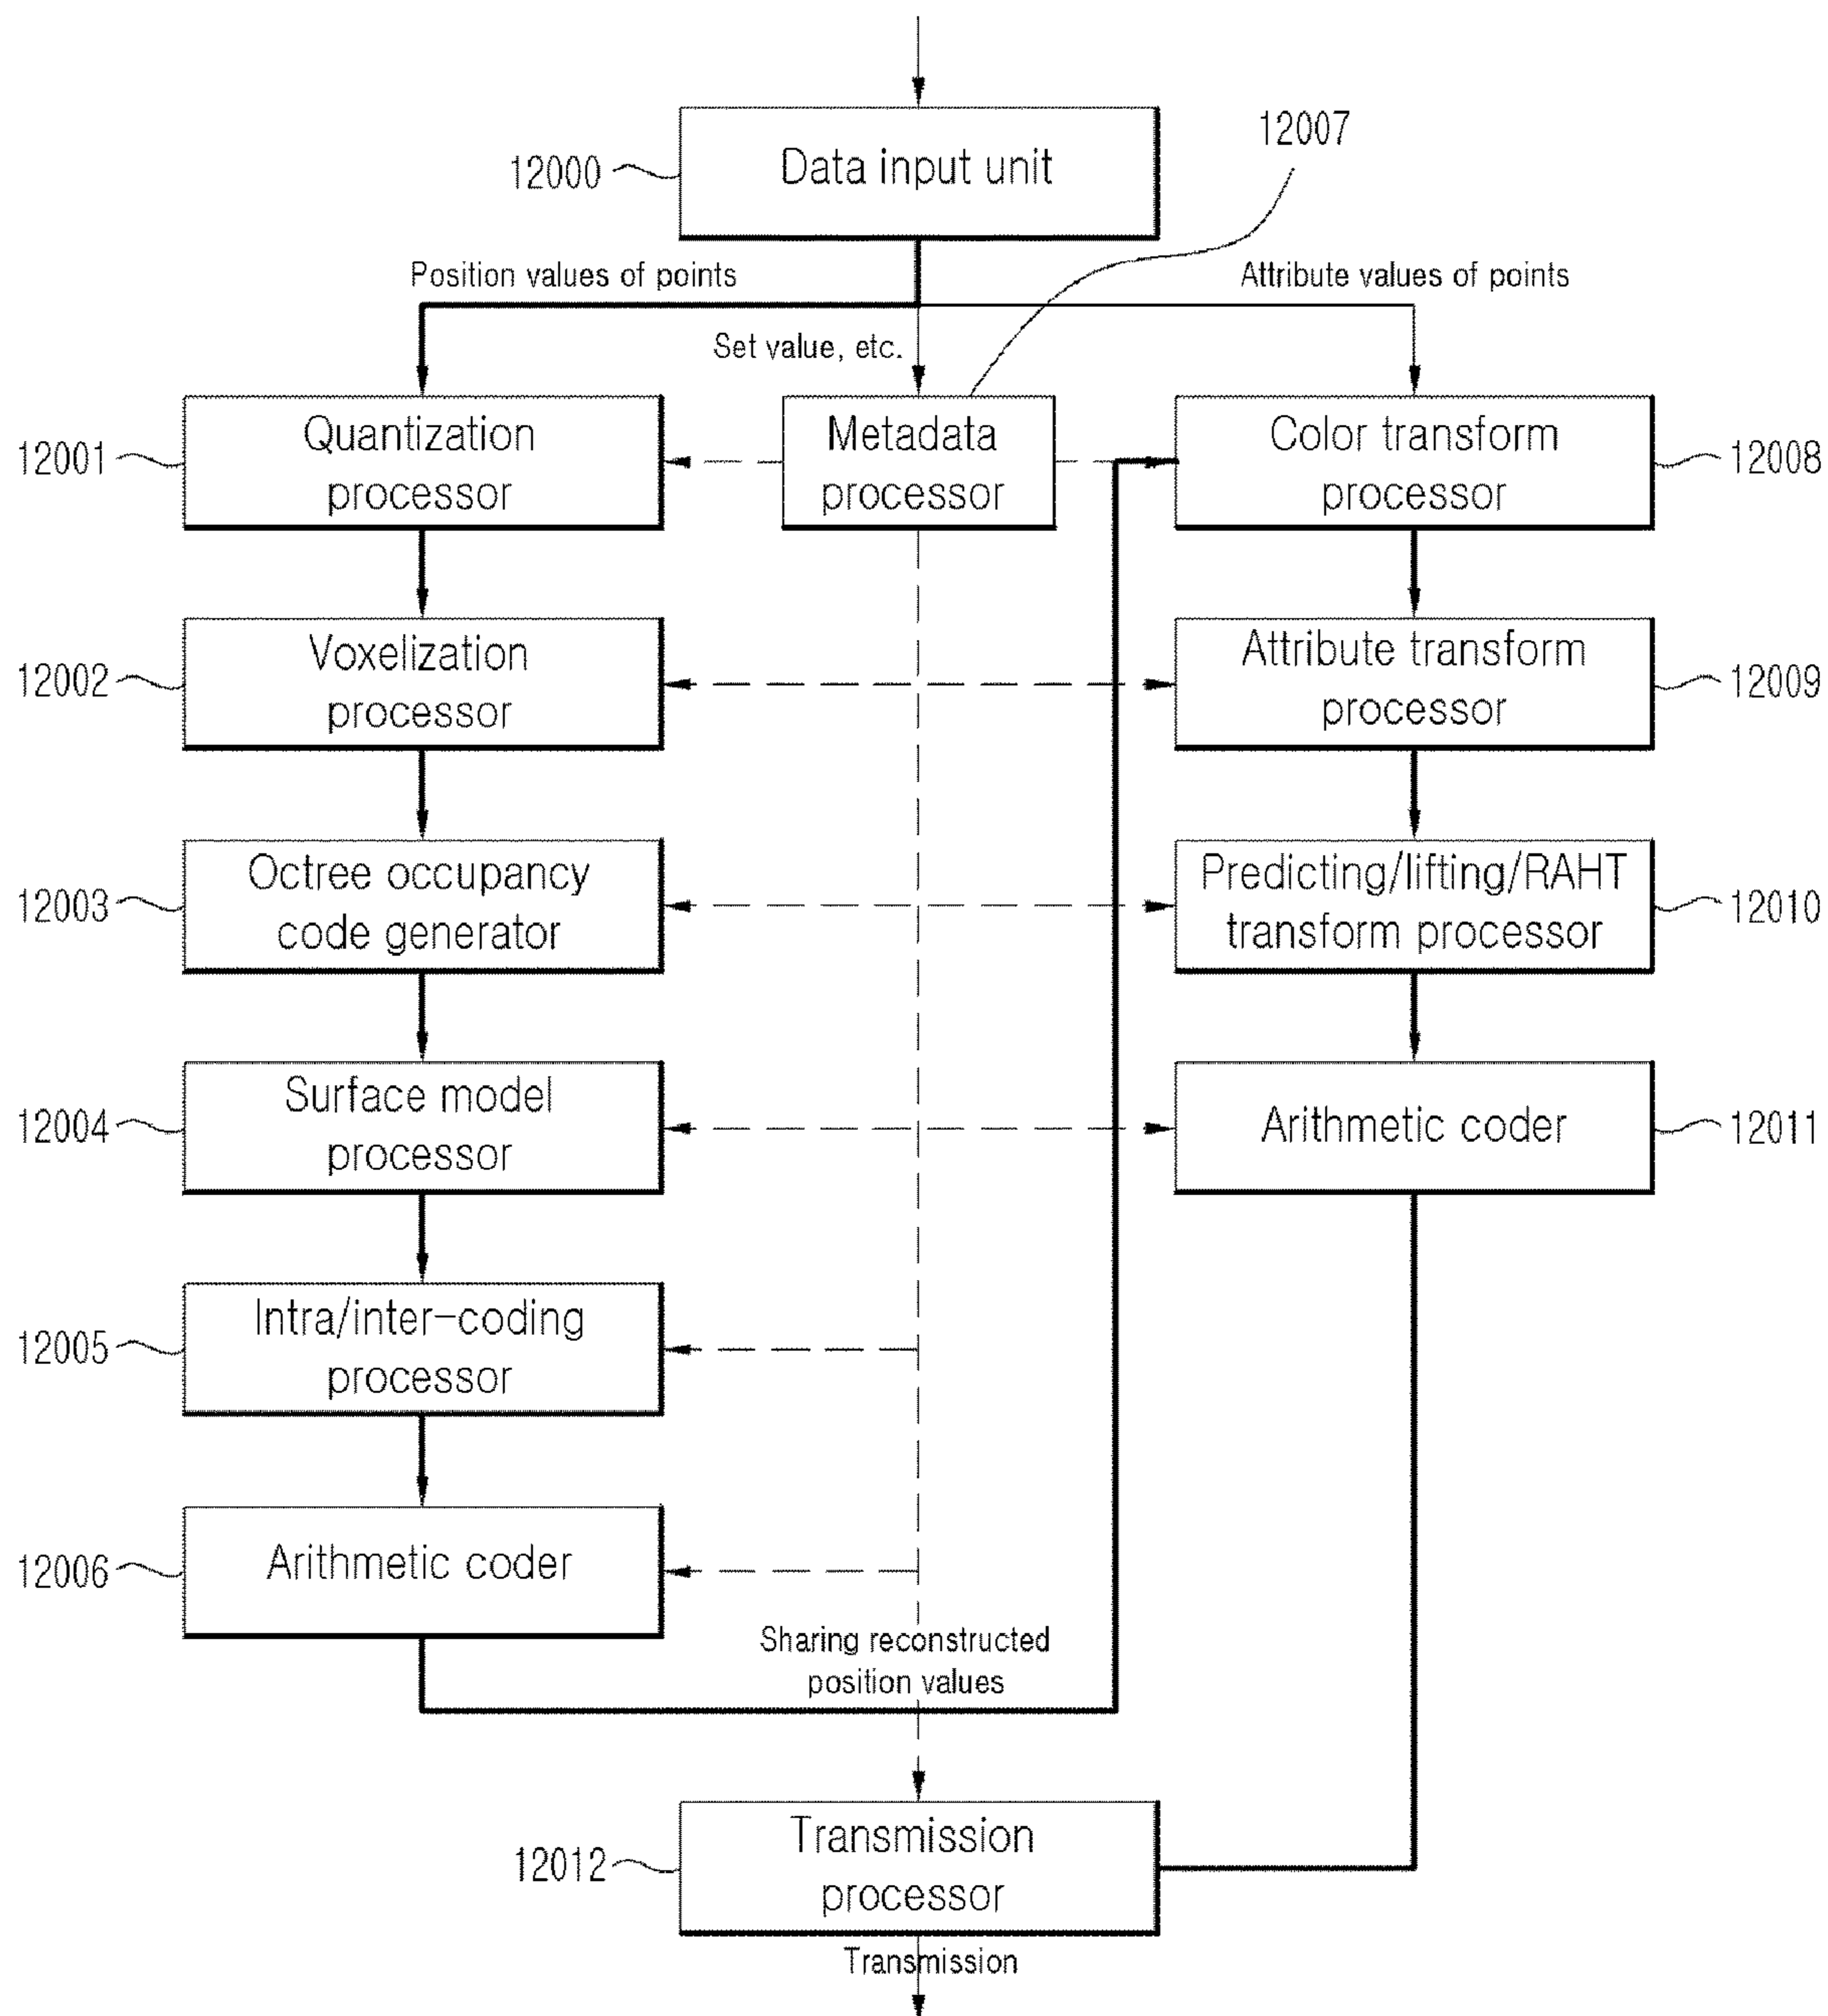 12007
Data input unit
12000
Position values of points
Attribute values of points
Set value, etc.
Quantization
processor
12001
Metadata
processor
Color transform
processor
12008
Voxelization
processor
12002
Attribute transform
processor
12009
Octree occupancy
code generator
12003
Predicting/lifting/RAHT
transform processor
12010
Surface model
processor
12004
Arithmetic coder
12011
Intra/inter-coding
processor
12005
Arithmetic coder
12006
Sharing reconstructed
position values
Transmission
processor
12012
Transmission